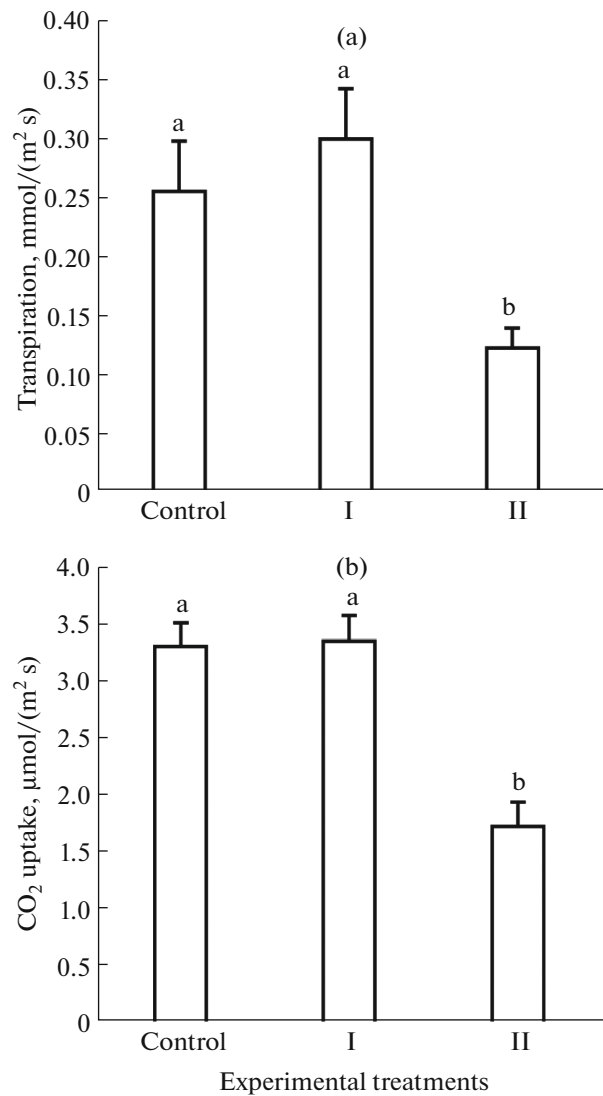 (a)
Transpiration, mmol/(m² s)
0.40
0.35
0.30
0.25
0.20
0.15
0.10
0.05
0
a
a
b
Control I II
(b)
CO₂ uptake, μmol/(m² s)
4.0
3.5
3.0
2.5
2.0
1.5
1.0
0.5
0
a
a
b
Control I II
Experimental treatments